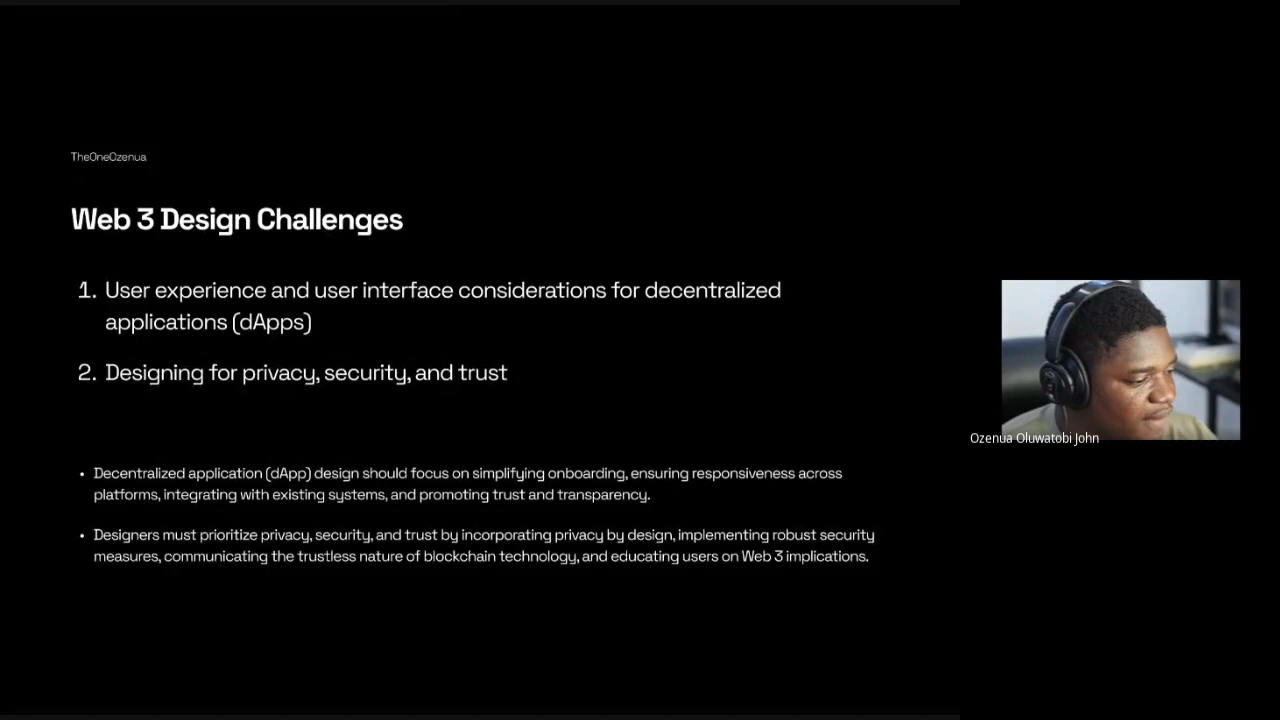 TheOneOzenua
Web 3 Design Challenges
1. User experience and user interface considerations for decentralized
applications (dApps)
2. Designing for privacy, security, and trust
• Decentralized application (dApp) design should focus on simplifying onboarding, ensuring responsiveness across
platforms, integrating with existing systems, and promoting trust and transparency.
• Designers must prioritize privacy, security, and trust by incorporating privacy by design, implementing robust security
measures, communicating the trustless nature of blockchain technology, and educating users on Web 3 implications.
Ozenua Oluwatobi John